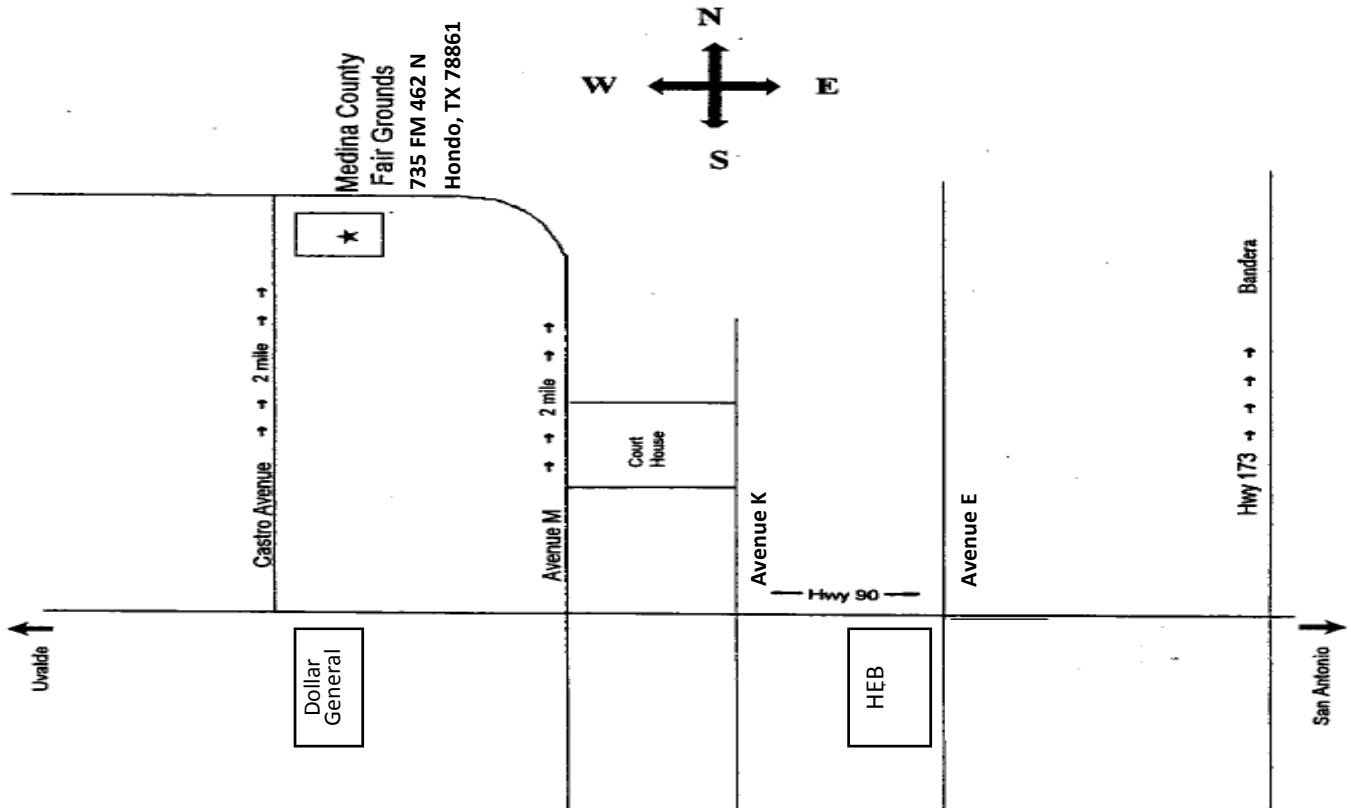 N
W
E
S
Medina County
Fair Grounds
735 FM 462 N
Hondo, TX 78861
Castro Avenue
2 mile
Avenue M
2 mile
Court
House
Avenue K
Hwy 90
Avenue E
Hwy 173
Bandera
Uvalde
Dollar
General
HEB
San Antonio